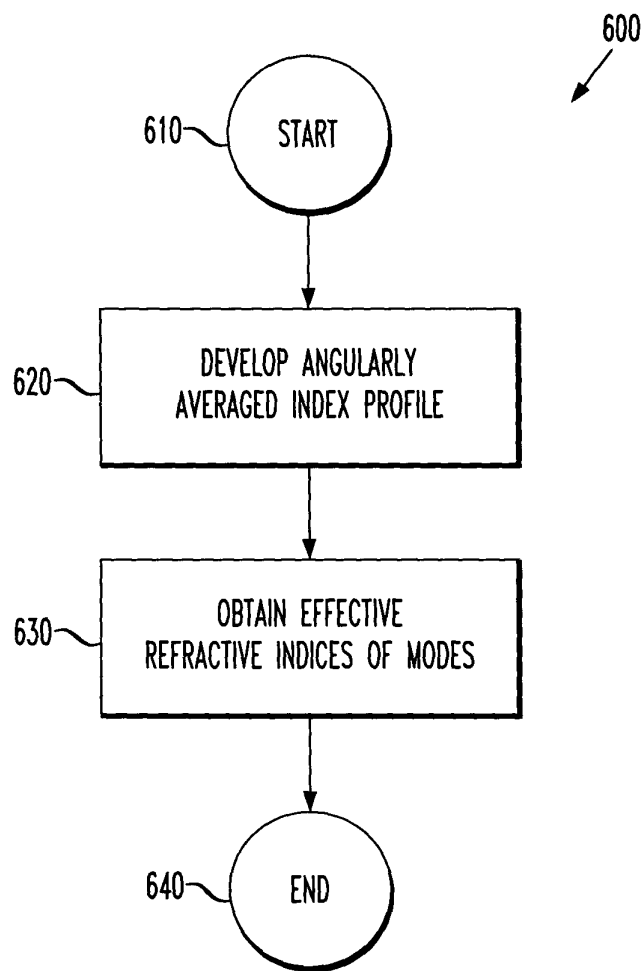 600
610
START
620
DEVELOP ANGULARLY
AVERAGED INDEX PROFILE
630
OBTAIN EFFECTIVE
REFRACTIVE INDICES OF MODES
640
END